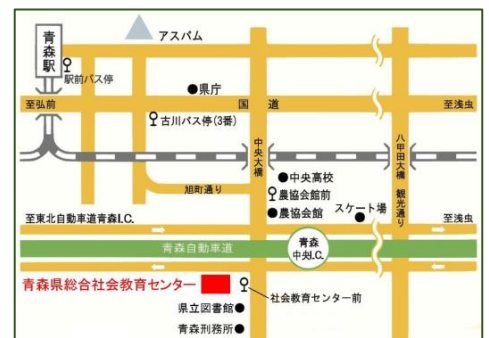 アスパム
青森駅
駅前バス停
●県庁
至弘前
国道
至浅虫
古川バス停(3番)
中央大橋
八甲田大橋
●中央高校
農協会館前
●農協会館
スケート場
●
観光通り
旭町通り
至東北自動車道青森I.C.
至浅虫
青森自動車道
青森
中央I.C.
青森県総合社会教育センター
社会教育センター前
県立図書館●
青森刑務所●